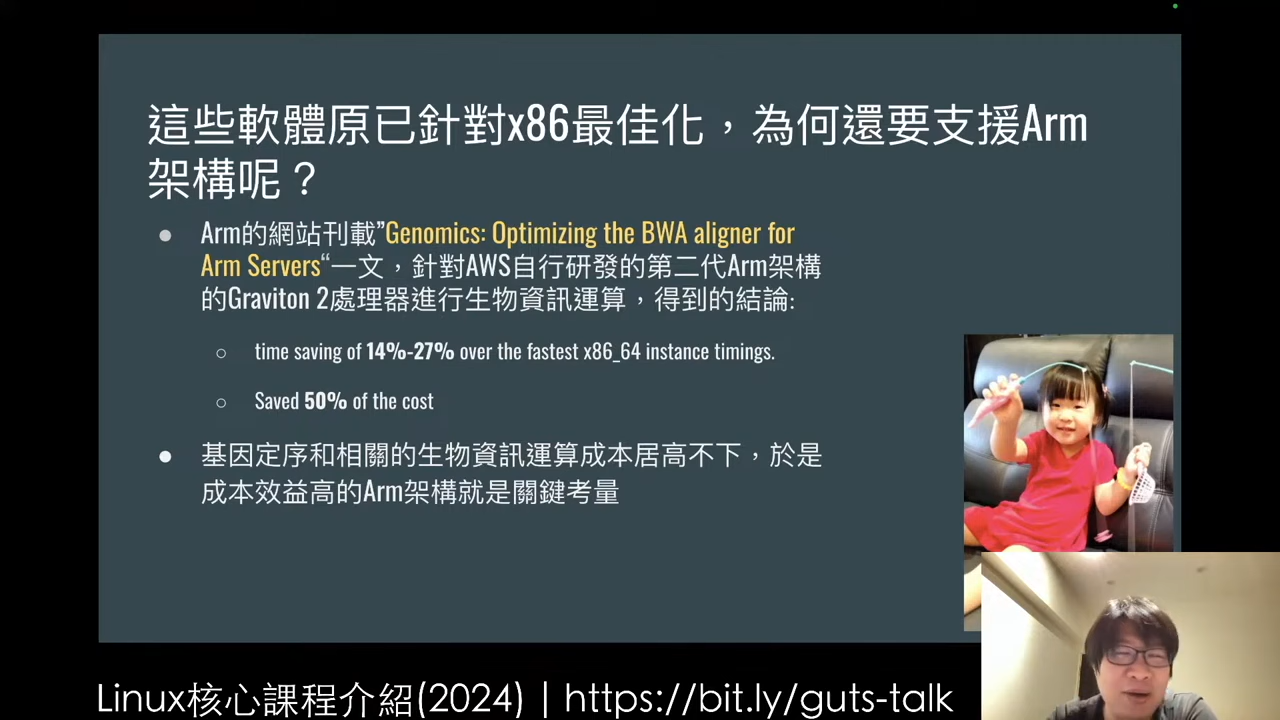 這些軟體原已針對x86最佳化，為何還要支援Arm
架構呢？
● Arm的網站刊載”Genomics: Optimizing the BWA aligner for
Arm Servers“一文，針對AWS自行研發的第二代Arm架構
的Graviton 2處理器進行生物資訊運算，得到的結論:
○ time saving of 14%-27% over the fastest x86_64 instance timings.
○ Saved 50% of the cost
● 基因定序和相關的生物資訊運算成本居高不下，於是
成本效益高的Arm架構就是關鍵考量
Linux核心課程介紹(2024) | https://bit.ly/guts-talk